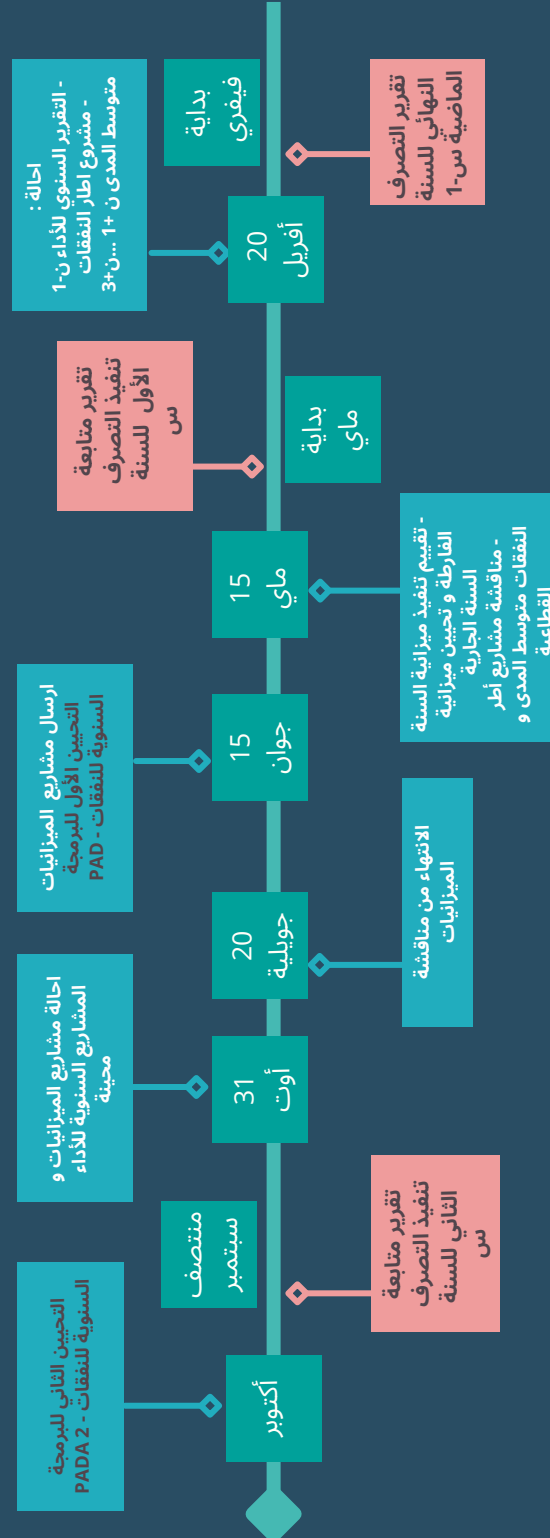 بداية
فيفري
تقرير التصرف
النهائي للسنة
الماضية س-1
20
أفريل
احالة :
- التقرير السنوي للأداء ن-1
- مشروع اطار النفقات
متوسط المدى ن +1 ...ن+3
بداية
ماي
تقرير متابعة
تنفيذ التصرف
الأول للسنة
س
15
ماي
- تقييم تنفيذ ميزانية السنة
الفارطة و تحيين ميزانية
السنة الجارية
- مناقشة مشاريع أطر
النفقات متوسط المدى و
القطاعية
15
جوان
ارسال مشاريع الميزانيات
التحيين الأول للبرمجة
السنوية للنفقات - PAD
20
جويلية
الانتهاء من مناقشة
الميزانيات
31
أوت
احالة مشاريع الميزانيات و
المشاريع السنوية للأداء
محينة
منتصف
سبتمبر
تقرير متابعة
تنفيذ التصرف
الثاني للسنة
س
أكتوبر
التحيين الثاني للبرمجة
السنوية للنفقات - PADA 2